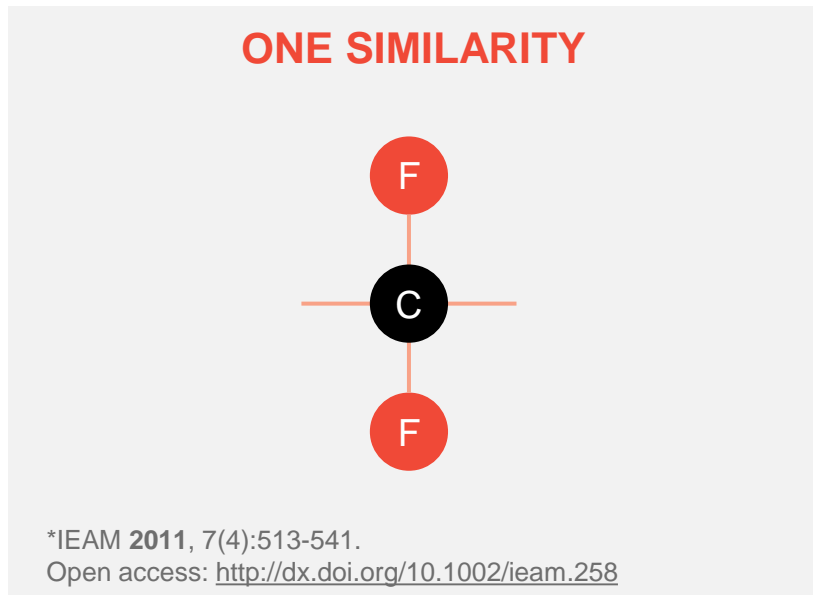 ONE SIMILARITY
F
C
F
*IEAM 2011, 7(4):513-541.
Open access: http://dx.doi.org/10.1002/ieam.258